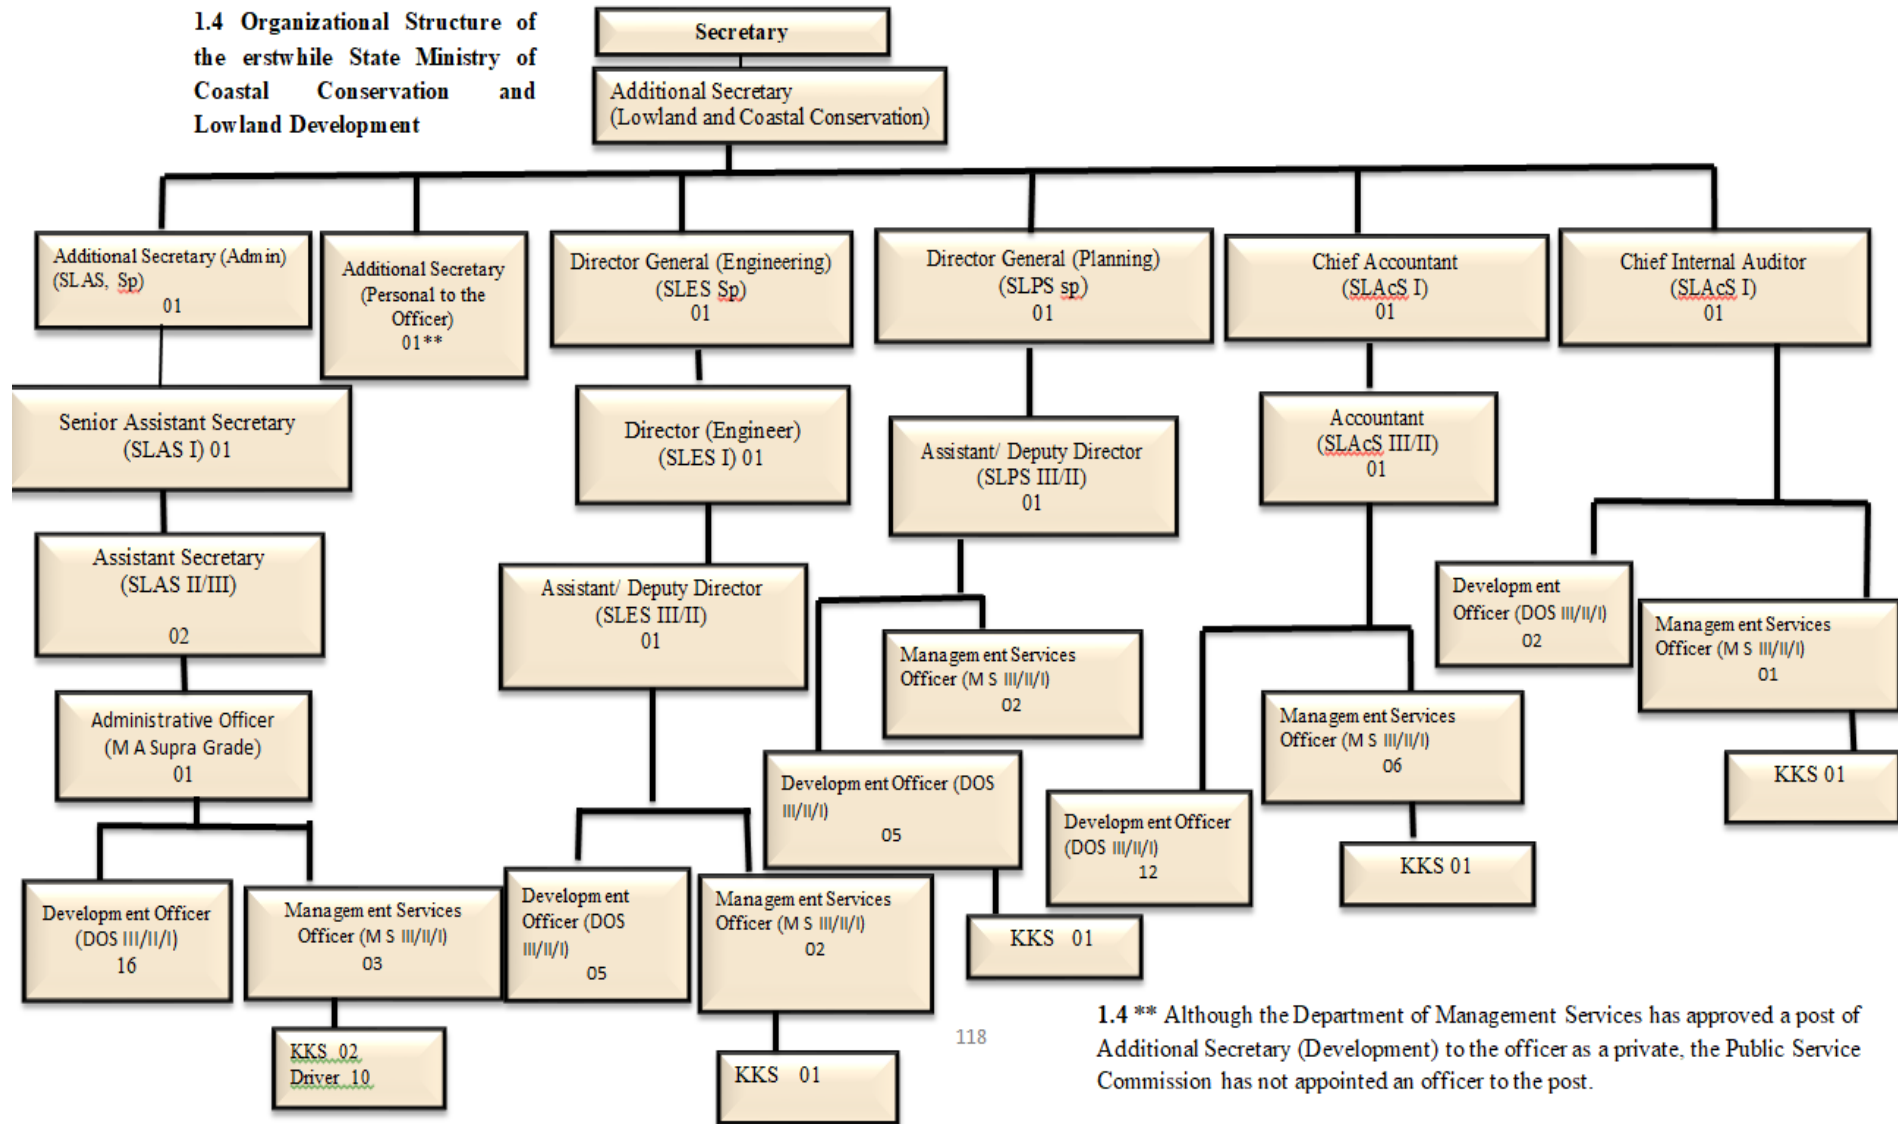 1.4 Organizational Structure of
the erstwhile State Ministry of
Coastal Conservation and
Lowland Development
Secretary
Additional Secretary
(Lowland and Coastal Conservation)
Additional Secretary (Admin)
(SLAS, Sp)
01
Additional Secretary
(Personal to the
Officer)
01**
Director General (Engineering)
(SLES Sp)
01
Director General (Planning)
(SLPS sp)
01
Chief Accountant
(SLAcS I)
01
Chief Internal Auditor
(SLAcS I)
01
Senior Assistant Secretary
(SLAS I) 01
Director (Engineer)
(SLES I) 01
Assistant/ Deputy Director
(SLPS III/II)
01
Accountant
(SLAcS III/II)
01
Assistant Secretary
(SLAS II/III)
02
Assistant/ Deputy Director
(SLES III/II)
01
Management Services
Officer (M S III/II/I)
02
Development
Officer (DOS III/II/I)
02
Management Services
Officer (M S III/II/I)
01
Administrative Officer
(M A Supra Grade)
01
Development Officer (DOS
III/II/I)
05
Management Services
Officer (M S III/II/I)
06
KKS 01
Development Officer
(DOS III/II/I)
12
KKS 01
Development Officer
(DOS III/II/I)
16
Management Services
Officer (M S III/II/I)
03
Development
Officer (DOS
III/II/I)
05
Management Services
Officer (M S III/II/I)
02
KKS 01
KKS 02
Driver 10
KKS 01
118
1.4 ** Although the Department of Management Services has approved a post of
Additional Secretary (Development) to the officer as a private, the Public Service
Commission has not appointed an officer to the post.